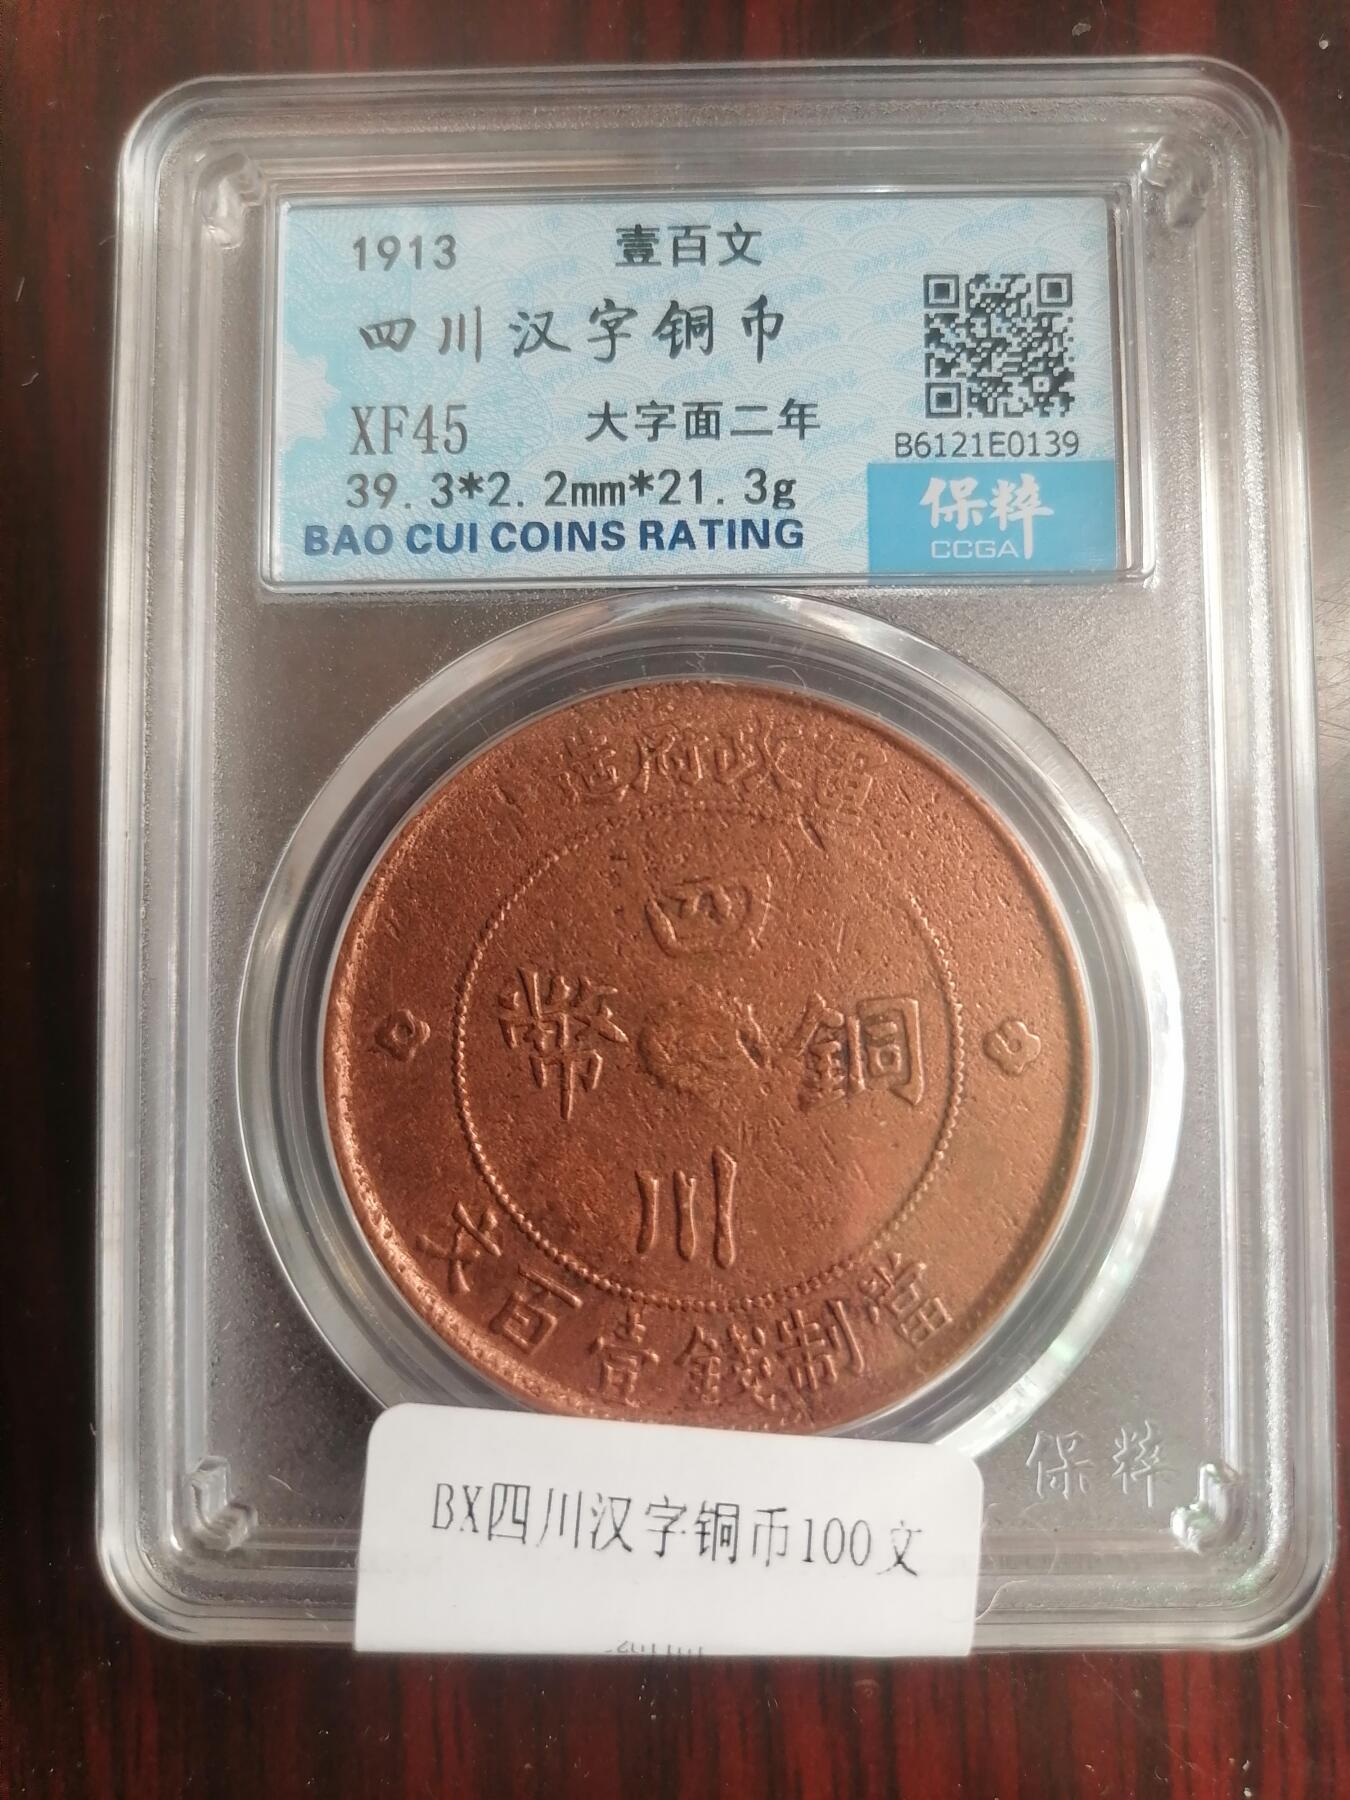 1913 壹百文
四川汉字铜币
XF45 大字面二年
39.3*2.2mm*21.3g
BAO CUI COINS RATING
B6121E0139
保粹
CCGA
造府政
四
幣 銅
川
文百壹錢制當
保粹
BX四川汉字铜币100文